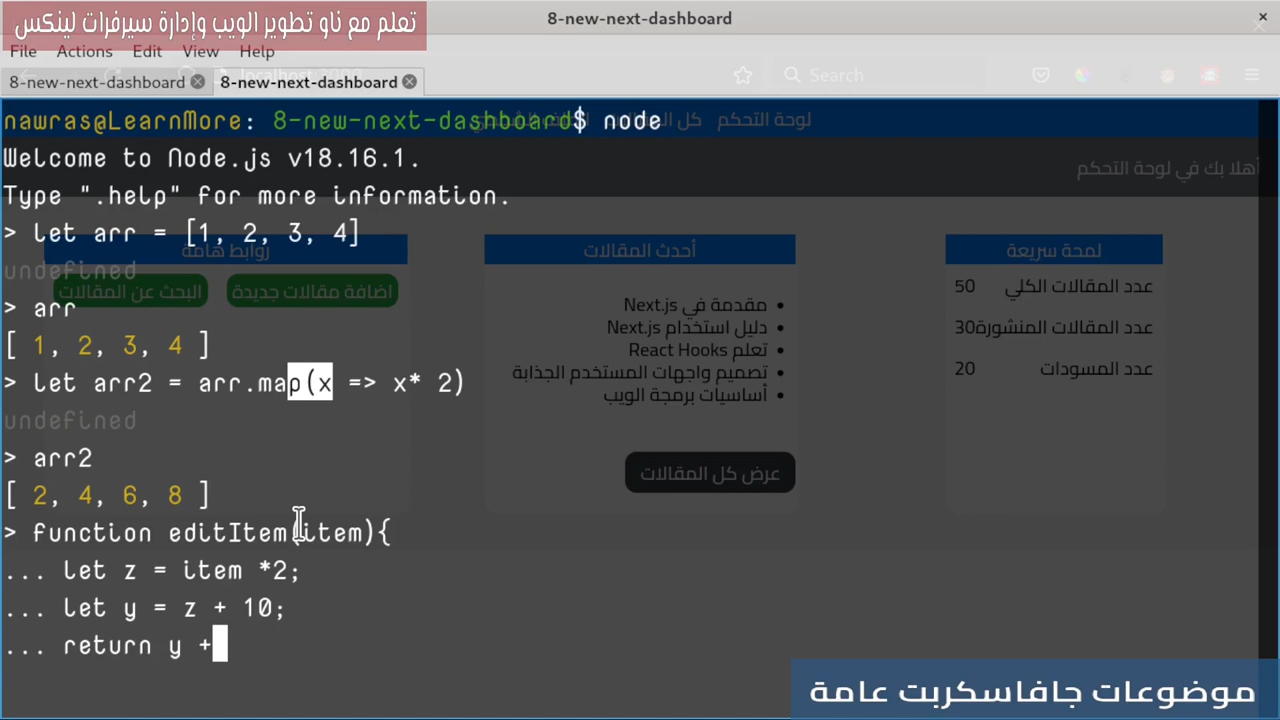 تعلم مع ناو تطوير الويب وإدارة سيرفرات لينكس
8-new-next-dashboard
File Actions Edit View Help
8-new-next-dashboard
8-new-next-dashboard
Search
nawras@LearnMore: 8-new-next-dashboard$ node
لوحة التحكم
Welcome to Node.js v18.16.1.
أهلا بك في لوحة التحكم
Type ".help" for more information.
> let arr = [1, 2, 3, 4]
روابط هامة
أحدث المقالات
لمحة سريعة
undefined
البحث عن المقالات
اضافة مقالات جديدة
> arr
[ 1, 2, 3, 4 ]
> let arr2 = arr.map(x => x* 2)
undefined
> arr2
[ 2, 4, 6, 8 ]
> function editItem(item){
... let z = item *2;
... let y = z + 10;
... return y +
مقدمة في Next.js
دليل استخدام Next.js
تعلم React Hooks
تصميم واجهات المستخدم الجذابة
أساسيات برمجة الويب
عرض كل المقالات
عدد المقالات الكلي 50
عدد المقالات المنشورة30
عدد المسودات 20
موضوعات جافاسكربت عامة